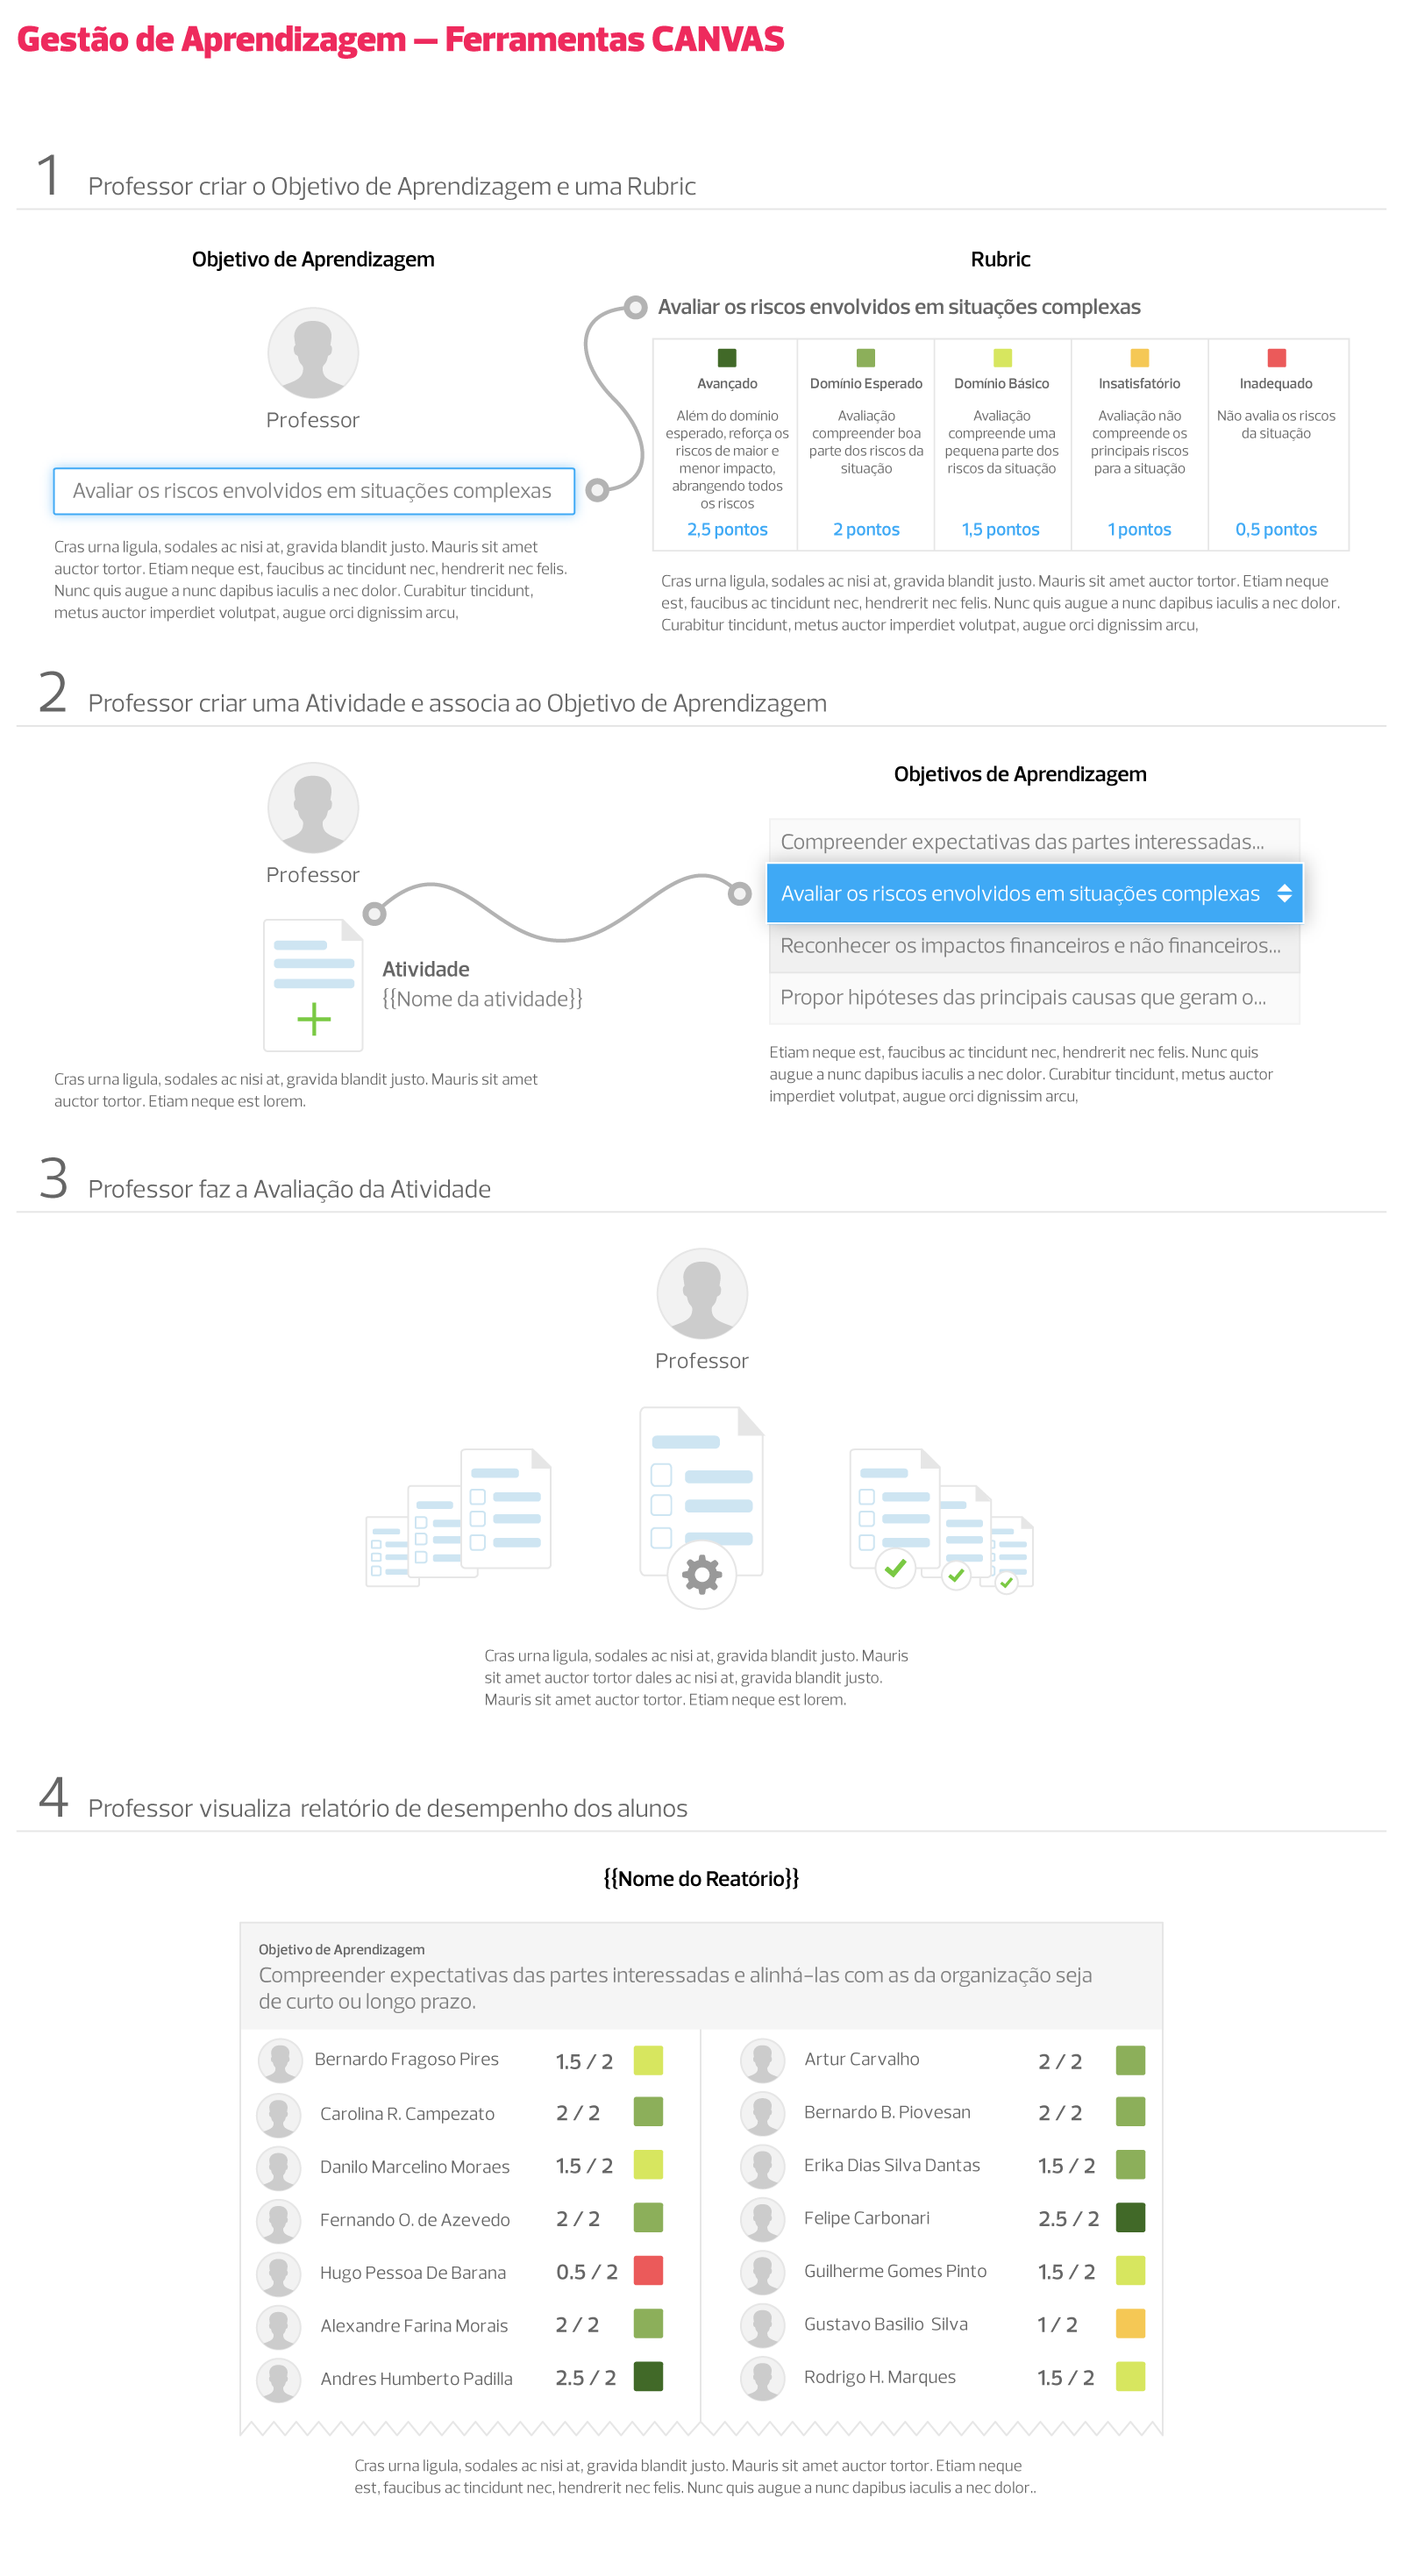 Gestão de Aprendizagem — Ferramentas CANVAS
1 Professor criar o Objetivo de Aprendizagem e uma Rubric
Objetivo de Aprendizagem
Professor
Avaliar os riscos envolvidos em situações complexas
Cras urna ligula, sodales ac nisi at, gravida blandit justo. Mauris sit amet
auctor tortor. Etiam neque est, faucibus ac tincidunt nec, hendrerit nec felis.
Nunc quis augue a nunc dapibus iaculis a nec dolor. Curabitur tincidunt,
metus auctor imperdiet volutpat, augue orci dignissim arcu,
Rubric
Avaliar os riscos envolvidos em situações complexas
Avançado
Além do domínio
esperado, reforça os
riscos de maior e
menor impacto,
abrangendo todos
os riscos
2,5 pontos
Domínio Esperado
Avaliação
compreender boa
parte dos riscos da
situação
2 pontos
Domínio Básico
Avaliação
compreende uma
pequena parte dos
riscos da situação
1,5 pontos
Insatisfatório
Avaliação não
compreende os
principais riscos
para a situação
1 pontos
Inadequado
Não avalia os riscos
da situação
0,5 pontos
Cras urna ligula, sodales ac nisi at, gravida blandit justo. Mauris sit amet auctor tortor. Etiam neque
est, faucibus ac tincidunt nec, hendrerit nec felis. Nunc quis augue a nunc dapibus iaculis a nec dolor.
Curabitur tincidunt, metus auctor imperdiet volutpat, augue orci dignissim arcu,
2 Professor criar uma Atividade e associa ao Objetivo de Aprendizagem
Professor
Atividade
{{Nome da atividade}}
Cras urna ligula, sodales ac nisi at, gravida blandit justo. Mauris sit amet
auctor tortor. Etiam neque est lorem.
Objetivos de Aprendizagem
Compreender expectativas das partes interessadas...
Avaliar os riscos envolvidos em situações complexas
Reconhecer os impactos financeiros e não financeiros...
Propor hipóteses das principais causas que geram o...
Etiam neque est, faucibus ac tincidunt nec, hendrerit nec felis. Nunc quis
augue a nunc dapibus iaculis a nec dolor. Curabitur tincidunt, metus auctor
imperdiet volutpat, augue orci dignissim arcu,
3 Professor faz a Avaliação da Atividade
Professor
Cras urna ligula, sodales ac nisi at, gravida blandit justo. Mauris
sit amet auctor tortor dales ac nisi at, gravida blandit justo.
Mauris sit amet auctor tortor. Etiam neque est lorem.
4 Professor visualiza relatório de desempenho dos alunos
{{Nome do Reatório}}
Objetivo de Aprendizagem
Compreender expectativas das partes interessadas e alinhá-las com as da organização seja
de curto ou longo prazo.
Bernardo Fragoso Pires 1.5 / 2
Carolina R. Campezato 2 / 2
Danilo Marcelino Moraes 1.5 / 2
Fernando O. de Azevedo 2 / 2
Hugo Pessoa De Barana 0.5 / 2
Alexandre Farina Morais 2 / 2
Andres Humberto Padilla 2.5 / 2
Artur Carvalho 2 / 2
Bernardo B. Piovesan 2 / 2
Erika Dias Silva Dantas 1.5 / 2
Felipe Carbonari 2.5 / 2
Guilherme Gomes Pinto 1.5 / 2
Gustavo Basilio Silva 1 / 2
Rodrigo H. Marques 1.5 / 2
Cras urna ligula, sodales ac nisi at, gravida blandit justo. Mauris sit amet auctor tortor. Etiam neque
est, faucibus ac tincidunt nec, hendrerit nec felis. Nunc quis augue a nunc dapibus iaculis a nec dolor..